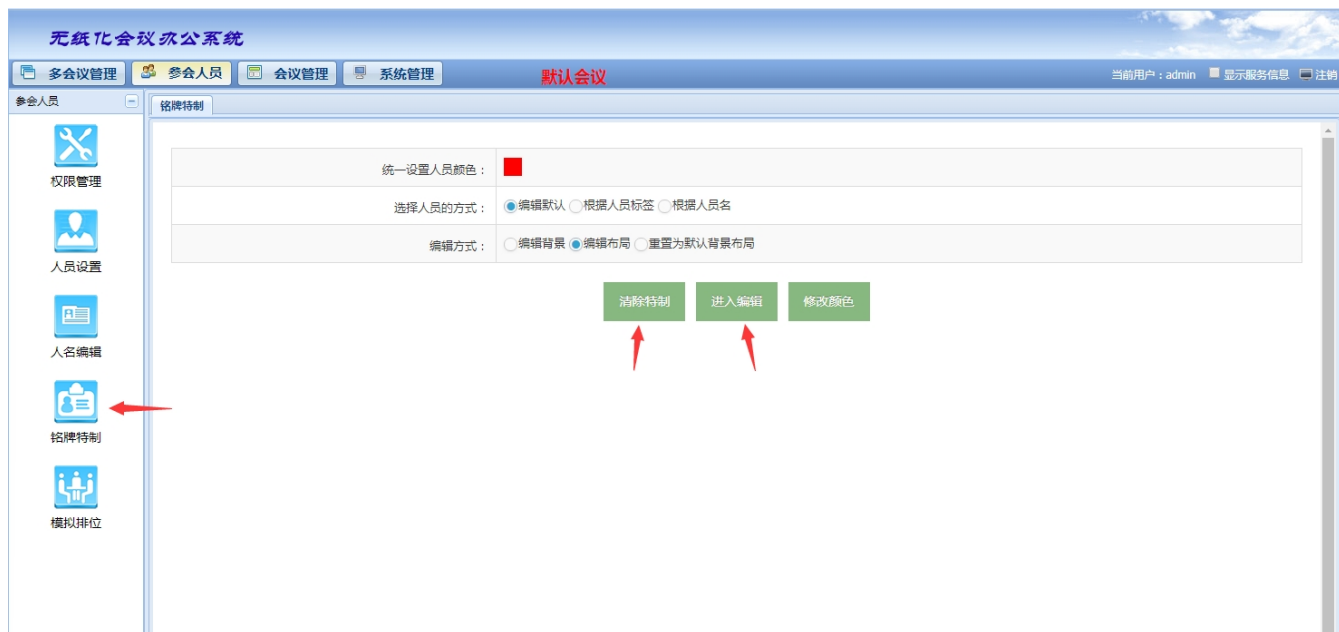 无纸化会议办公系统
多会议管理 参会人员 会议管理 系统管理 默认会议 当前用户：admin 显示服务信息 注销
参会人员 铭牌特制
权限管理
人员设置
人名编辑
铭牌特制
模拟排位
统一设置人员颜色：
选择人员的方式： 编辑默认 根据人员标签 根据人员名
编辑方式： 编辑背景 编辑布局 重置为默认背景布局
消除特制 进入编辑 修改颜色